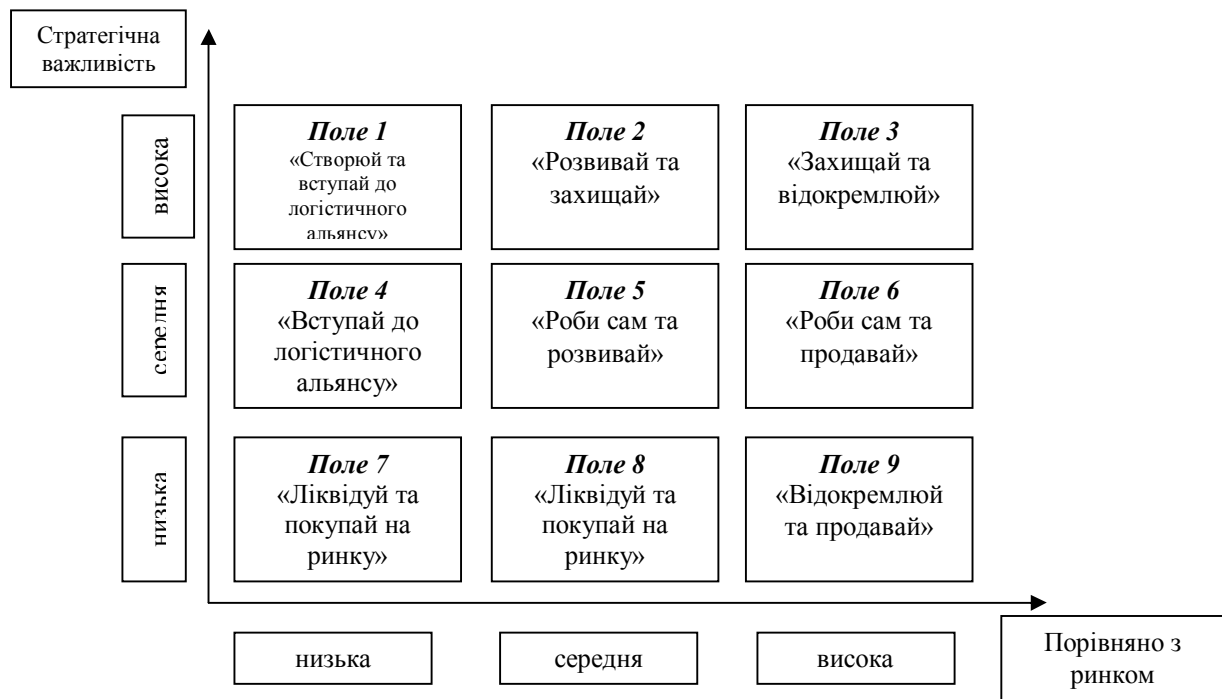 Стратегічна
важливість
висока
Поле 1
«Створюй та
вступай до
логістичного
альянсу»
Поле 2
«Розвивай та
захищай»
Поле 3
«Захищай та
відокремлюй»
середня
Поле 4
«Вступай до
логістичного
альянсу»
Поле 5
«Роби сам та
розвивай»
Поле 6
«Роби сам та
продавай»
низька
Поле 7
«Ліквідуй та
покупай на
ринку»
Поле 8
«Ліквідуй та
покупай на
ринку»
Поле 9
«Відокремлюй
та продавай»
низька
середня
висока
Порівняно з
ринком